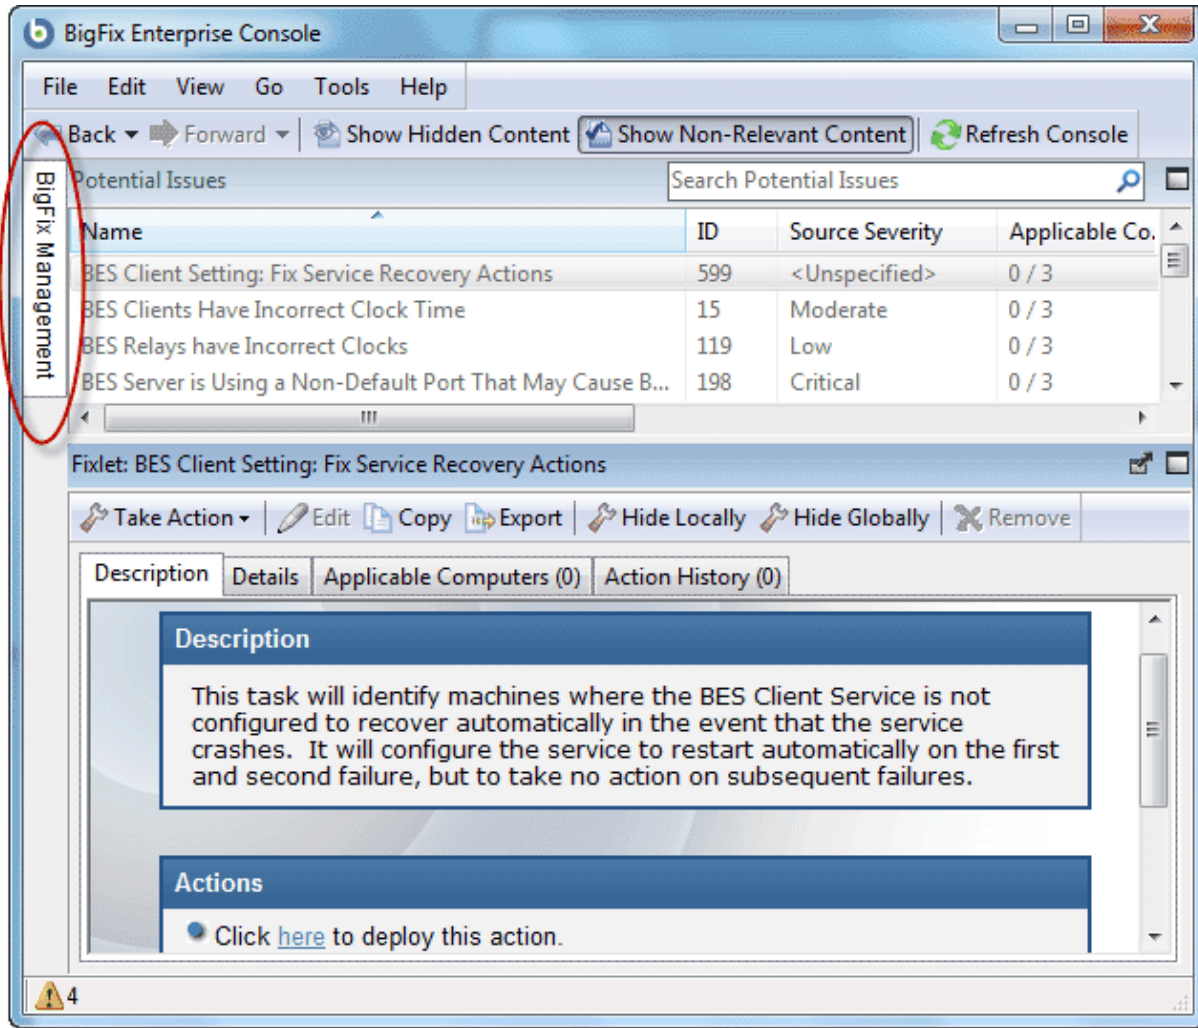 BigFix Enterprise Console
File Edit View Go Tools Help
Back Forward Show Hidden Content Show Non-Relevant Content Refresh Console
BigFix Management
Potential Issues Search Potential Issues
Name ID Source Severity Applicable Co.
BES Client Setting: Fix Service Recovery Actions 599 <Unspecified> 0 / 3
BES Clients Have Incorrect Clock Time 15 Moderate 0 / 3
BES Relays have Incorrect Clocks 119 Low 0 / 3
BES Server is Using a Non-Default Port That May Cause B... 198 Critical 0 / 3
Fixlet: BES Client Setting: Fix Service Recovery Actions
Take Action Edit Copy Export Hide Locally Hide Globally Remove
Description Details Applicable Computers (0) Action History (0)
Description
This task will identify machines where the BES Client Service is not
configured to recover automatically in the event that the service
crashes. It will configure the service to restart automatically on the first
and second failure, but to take no action on subsequent failures.
Actions
Click here to deploy this action.
4